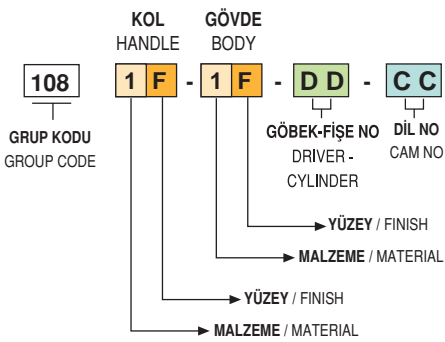 KOL GÖVDE
HANDLE BODY
108 1 F - 1 F - D D - C C
GRUP KODU
GROUP CODE
GÖBEK-FİŞE NO
DRIVER -
CYLINDER
DİL NO
CAM NO
YÜZEY / FINISH
MALZEME / MATERIAL
YÜZEY / FINISH
MALZEME / MATERIAL